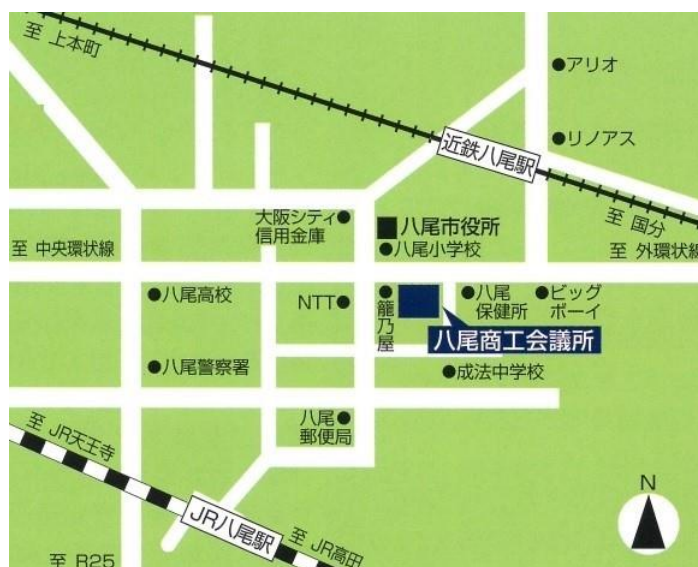 至 上本町
アリオ
リノアス
近鉄八尾駅
至 国分
大阪シティ
信用金庫
八尾市役所
八尾小学校
至 中央環状線
至 外環状線
八尾高校
NTT
籠乃屋
八尾
保健所
ビッグ
ボーイ
八尾商工会議所
八尾警察署
成法中学校
八尾
郵便局
至 JR天王寺
JR八尾駅
至 JR高田
至 R25
N